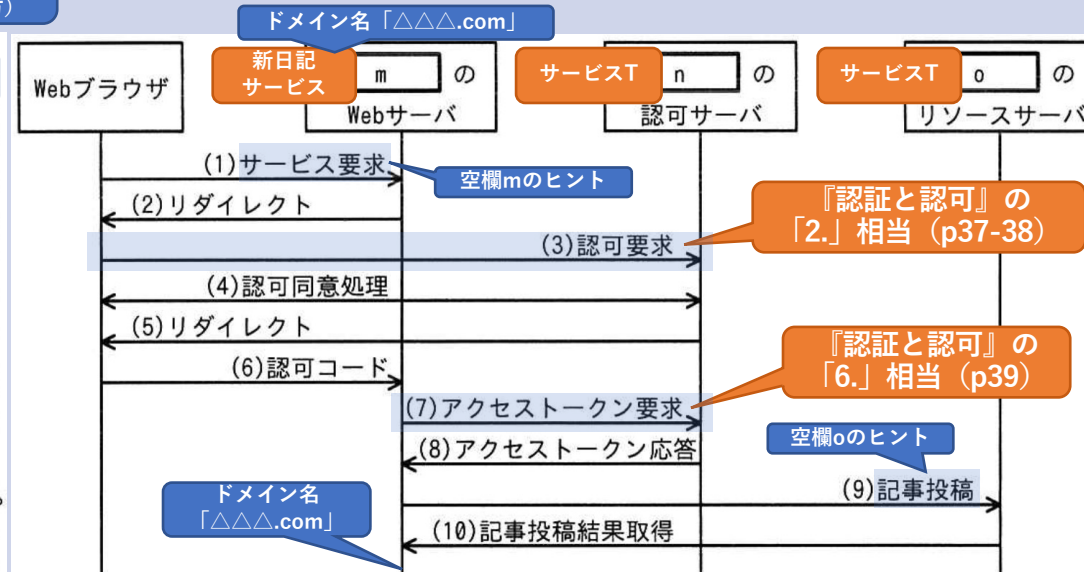 ドメイン名「△△△.com」
Webブラウザ
新日記
サービス
m の
Webサーバ
サービスT
n の
認可サーバ
サービスT
o の
リソースサーバ
(1)サービス要求
空欄mのヒント
(2)リダイレクト
『認証と認可』の
「2.」相当（p37-38）
(3)認可要求
(4)認可同意処理
(5)リダイレクト
『認証と認可』の
「6.」相当（p39）
(6)認可コード
(7)アクセストークン要求
空欄oのヒント
(8)アクセストークン応答
(9)記事投稿
ドメイン名
「△△△.com」
(10)記事投稿結果取得